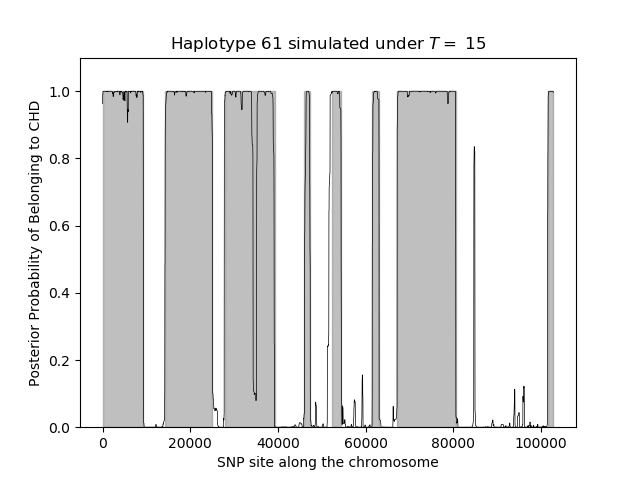 Haplotype 61 simulated under T = 15
Posterior Probability of Belonging to CHD
1.0
0.8
0.6
0.4
0.2
0.0
0 20000 40000 60000 80000 100000
SNP site along the chromosome